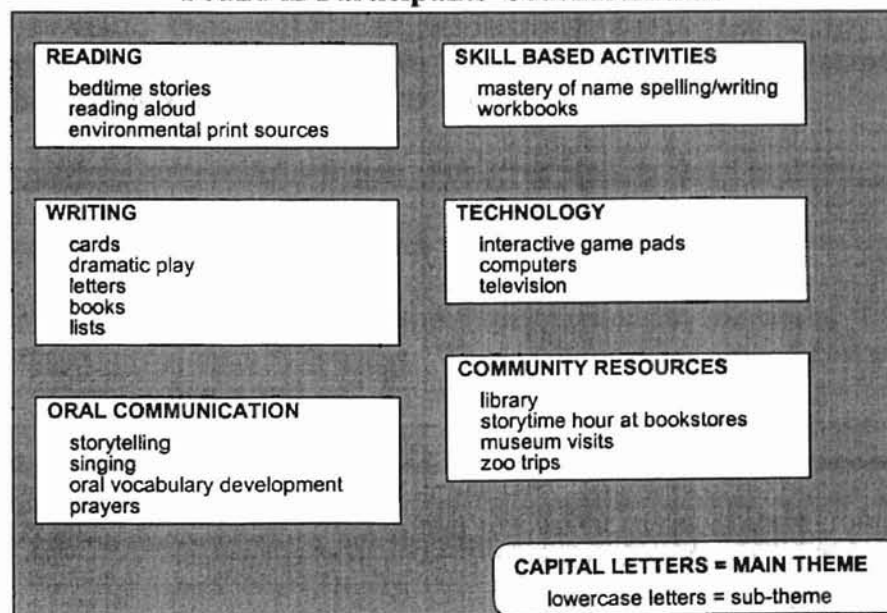 READING
bedtime stories
reading aloud
environmental print sources
WRITING
cards
dramatic play
letters
books
lists
ORAL COMMUNICATION
storytelling
singing
oral vocabulary development
prayers
SKILL BASED ACTIVITIES
mastery of name spelling/writing
workbooks
TECHNOLOGY
interactive game pads
computers
television
COMMUNITY RESOURCES
library
storytime hour at bookstores
museum visits
zoo trips
CAPITAL LETTERS = MAIN THEME
lowercase letters = sub-theme